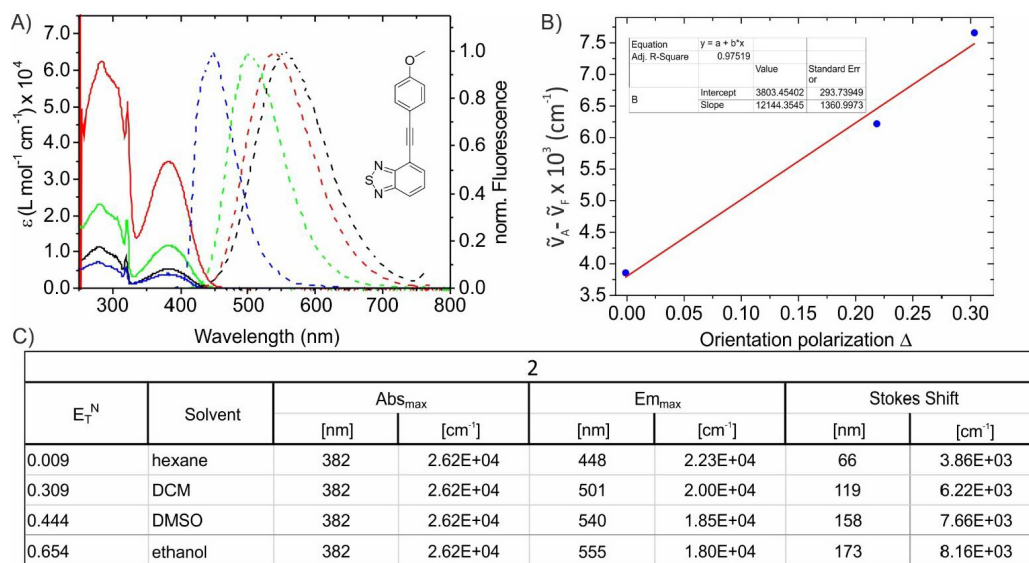 A)
ε(L mol⁻¹ cm⁻¹) x 10⁴
7.0
6.0
5.0
4.0
3.0
2.0
1.0
0.0
300 400 500 600 700 800
Wavelength (nm)
1.0
0.8
0.6
0.4
0.2
0.0
norm. Fluorescence
O
N
S
N
B)
ṽA - ṽF x 10³ (cm⁻¹)
7.5
7.0
6.5
6.0
5.5
5.0
4.5
4.0
3.5
0.00 0.05 0.10 0.15 0.20 0.25 0.30
Orientation polarization Δ
Equation y = a + b*x
Adj. R-Square 0.97519
Value Standard Err
or
B Intercept 3803.45402 293.73949
Slope 12144.3545 1360.9973
C)
2
E_T^N Solvent Abs_max Em_max Stokes Shift
[nm] [cm⁻¹] [nm] [cm⁻¹] [nm] [cm⁻¹]
0.009 hexane 382 2.62E+04 448 2.23E+04 66 3.86E+03
0.309 DCM 382 2.62E+04 501 2.00E+04 119 6.22E+03
0.444 DMSO 382 2.62E+04 540 1.85E+04 158 7.66E+03
0.654 ethanol 382 2.62E+04 555 1.80E+04 173 8.16E+03